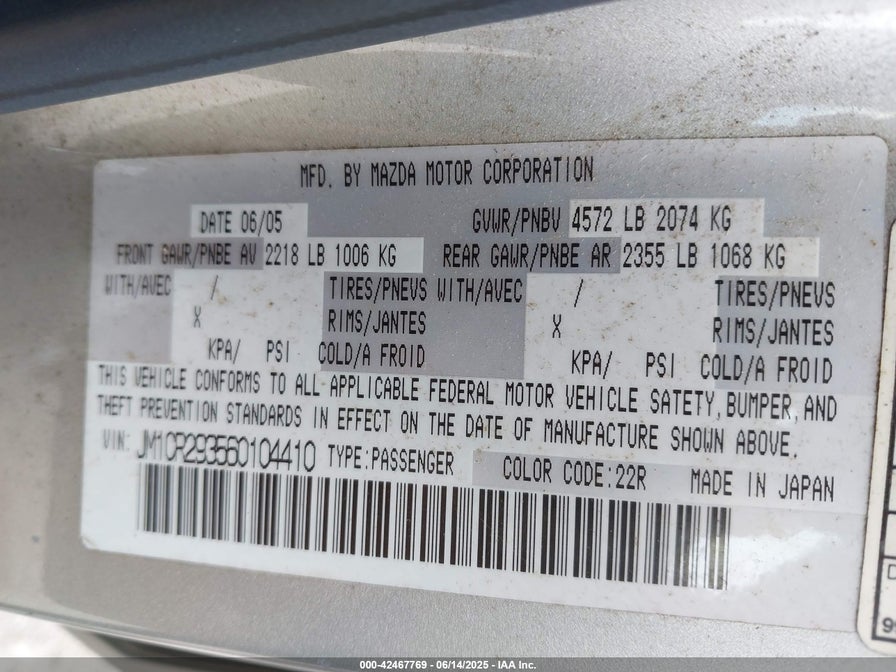 MFD. BY MAZDA MOTOR CORPORATION
DATE 06/05 GVWR/PNBV 4572 LB 2074 KG
FRONT GAWR/PNBE AV 2218 LB 1006 KG REAR GAWR/PNBE AR 2355 LB 1068 KG
WITH/AVEC / TIRES/PNEUS WITH/AVEC / TIRES/PNEUS
X RIMS/JANTES X RIMS/JANTES
KPA/ PSI COLD/A FROID KPA/ PSI COLD/A FROID
THIS VEHICLE CONFORMS TO ALL APPLICABLE FEDERAL MOTOR VEHICLE SATETY, BUMPER, AND
THEFT PREVENTION STANDARDS IN EFFECT ON THE DATE OF MANUFACTURE SHOWN ABOVE.
VIN: JM1CR293560104410 TYPE:PASSENGER COLOR CODE:22R MADE IN JAPAN
000-42467769 - 06/14/2025 - IAA Inc.